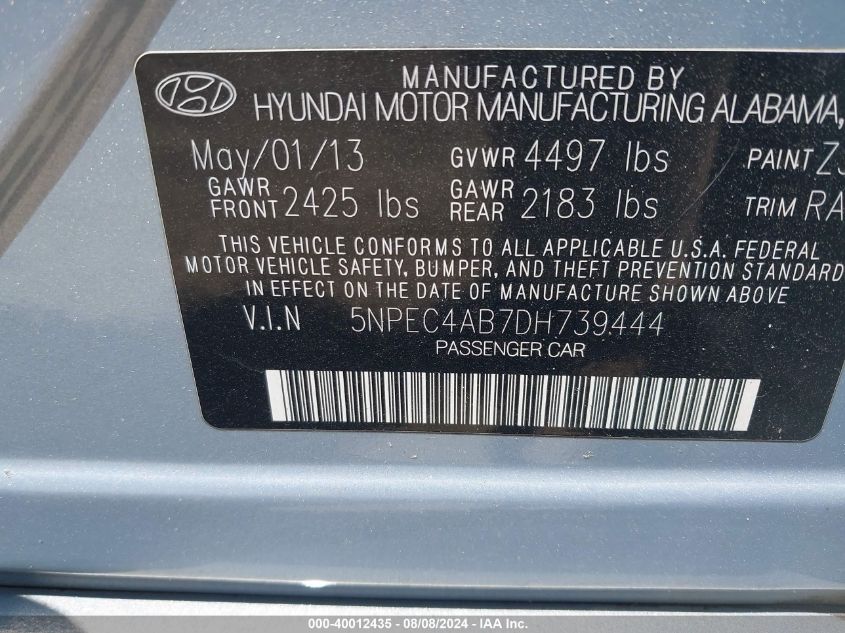 MANUFACTURED BY
HYUNDAI MOTOR MANUFACTURING ALABAMA,
May/01/13 GVWR 4497 lbs PAINT
GAWR FRONT 2425 lbs GAWR REAR 2183 lbs TRIM RA
THIS VEHICLE CONFORMS TO ALL APPLICABLE U.S.A. FEDERAL
MOTOR VEHICLE SAFETY, BUMPER, AND THEFT PREVENTION STANDARD
IN EFFECT ON THE DATE OF MANUFACTURE SHOWN ABOVE
V.I.N 5NPEC4AB7DH739444
PASSENGER CAR
000-40012435 - 08/08/2024 - IAA Inc.